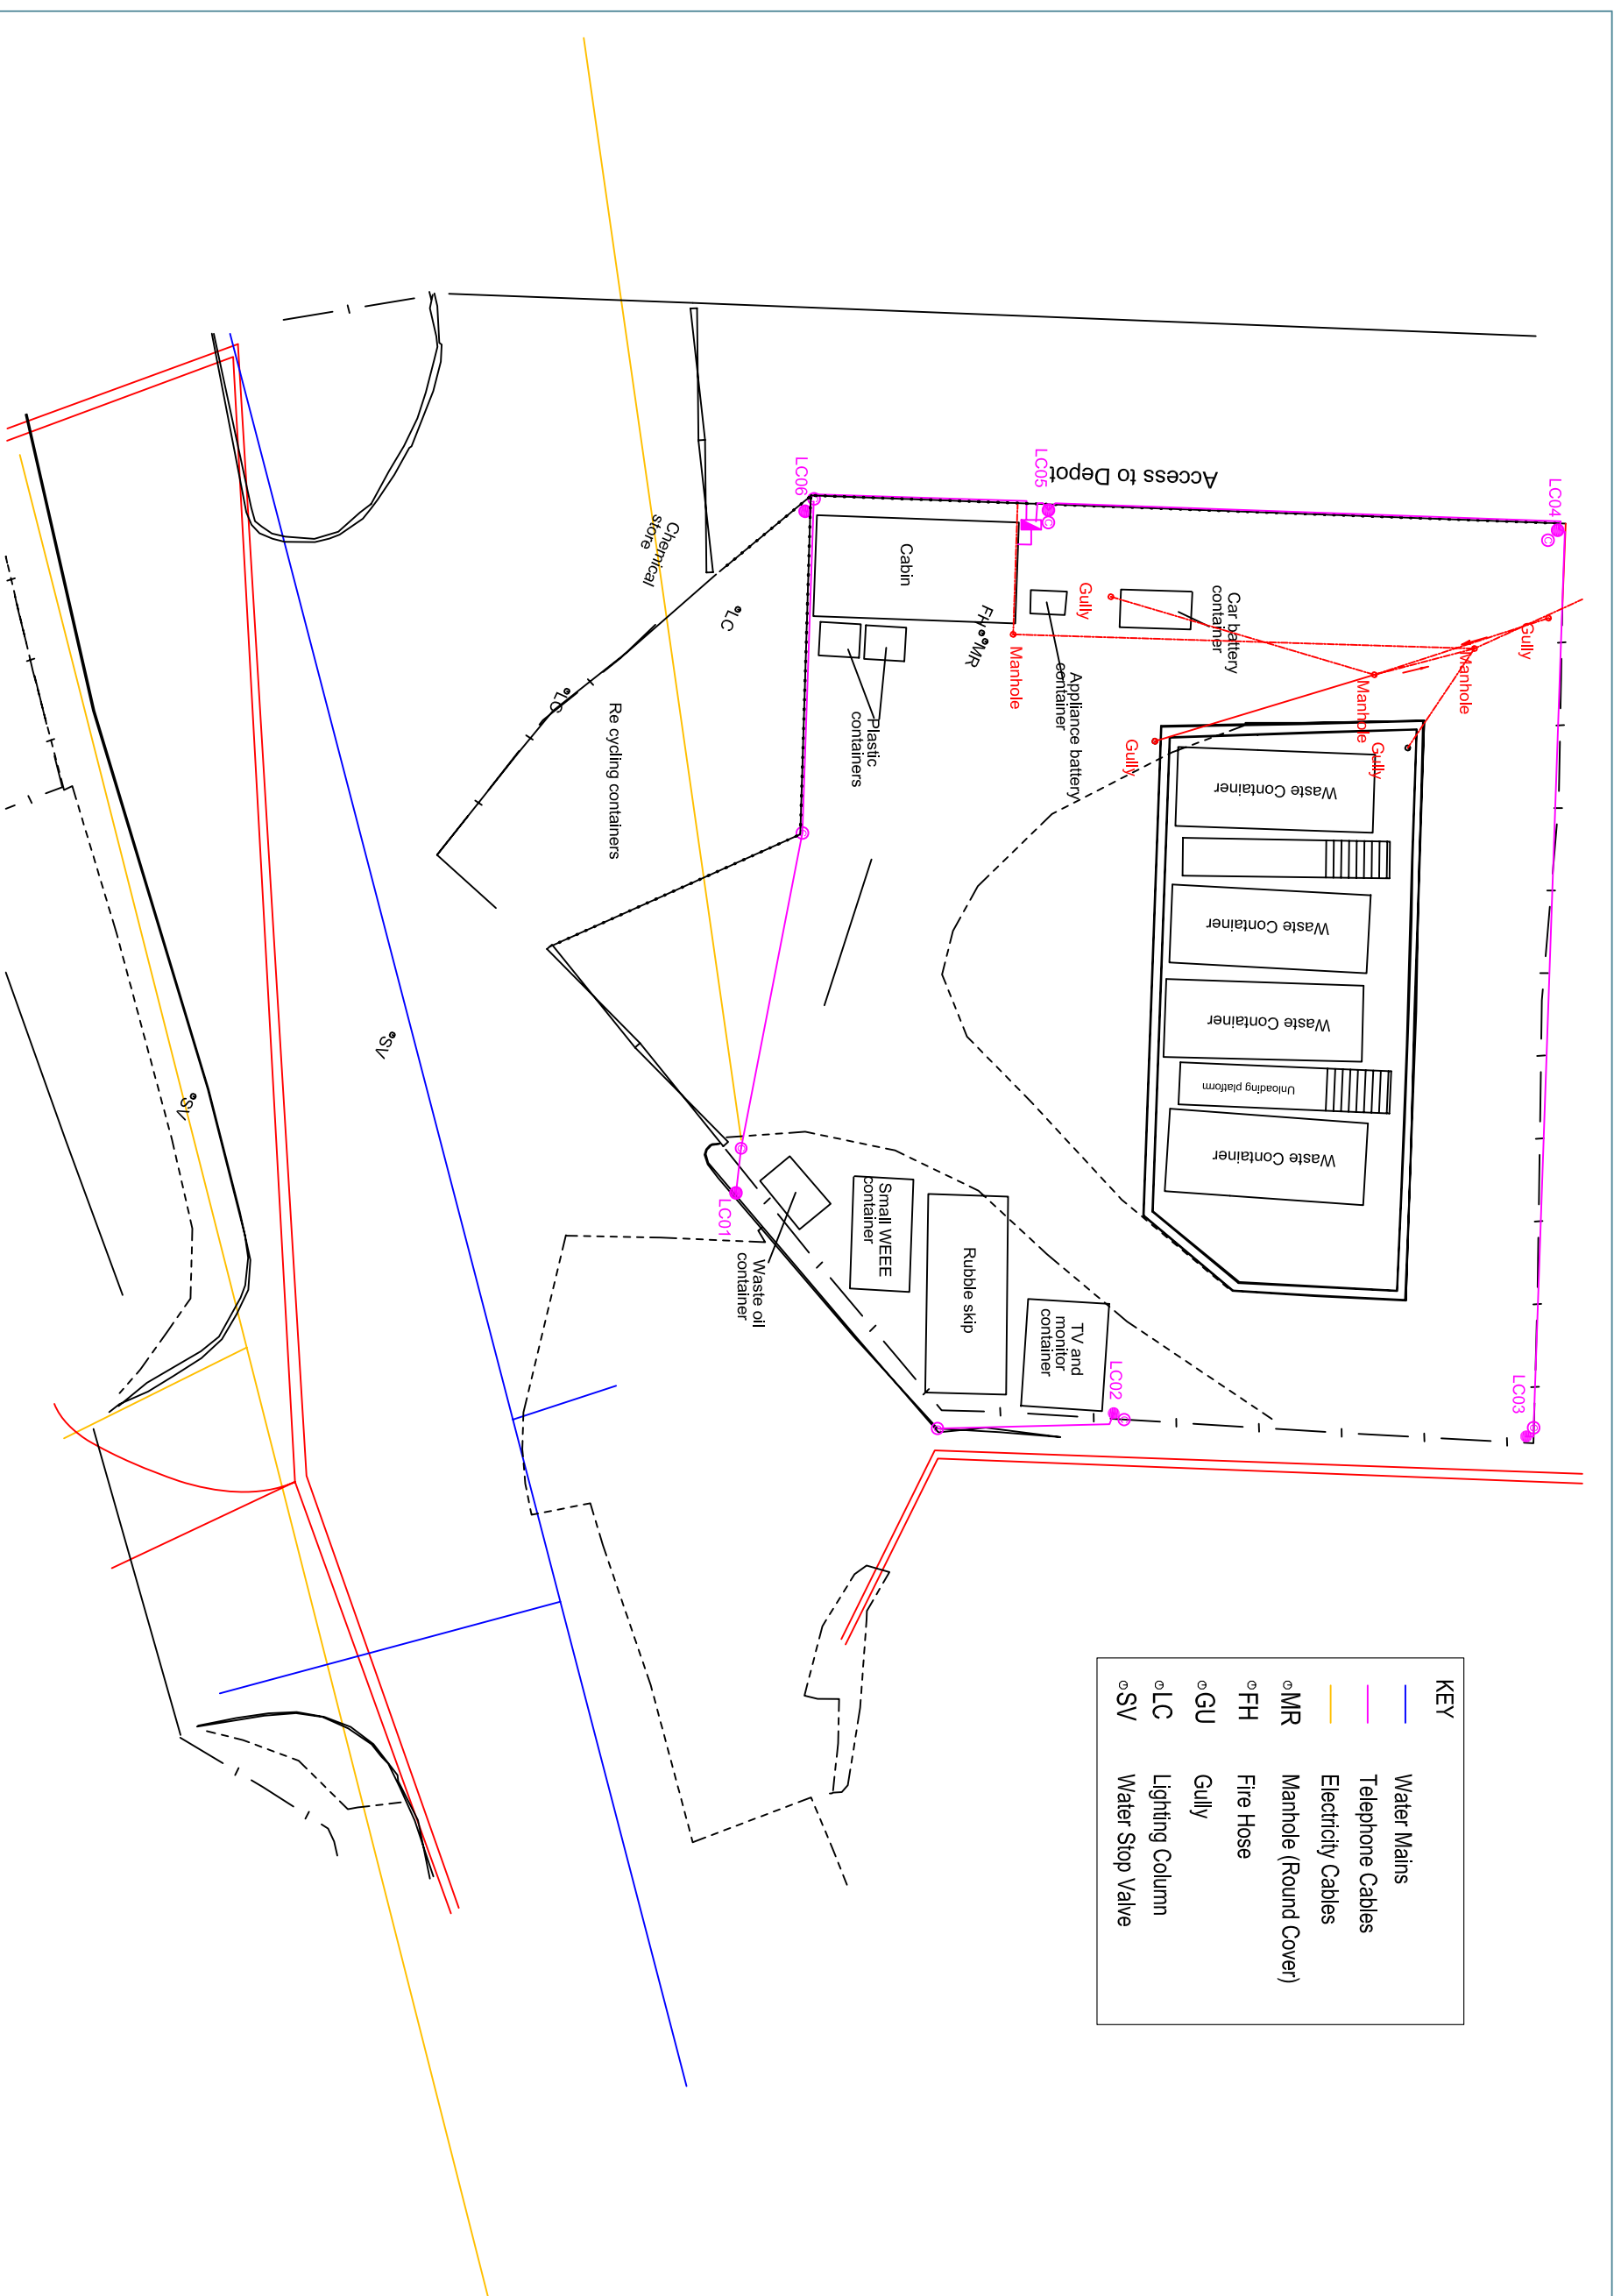 KEY
Water Mains
Telephone Cables
Electricity Cables
MR Manhole (Round Cover)
FH Fire Hose
GU Gully
LC Lighting Column
SV Water Stop Valve
LC04
LC03
Gully
Manhole
Manhole
Gully
Car battery
container
Gully
Gully
Access to Depot
LC05
Appliance battery
container
Manhole
FH
MR
Cabin
Plastic
containers
LC06
LC
Chemical
store
LC
Re cycling containers
Waste Container
Waste Container
Waste Container
Unloading platform
Waste Container
LC02
TV and
monitor
container
Rubble skip
Small WEEE
container
Waste oil
container
LC01
SV
SV